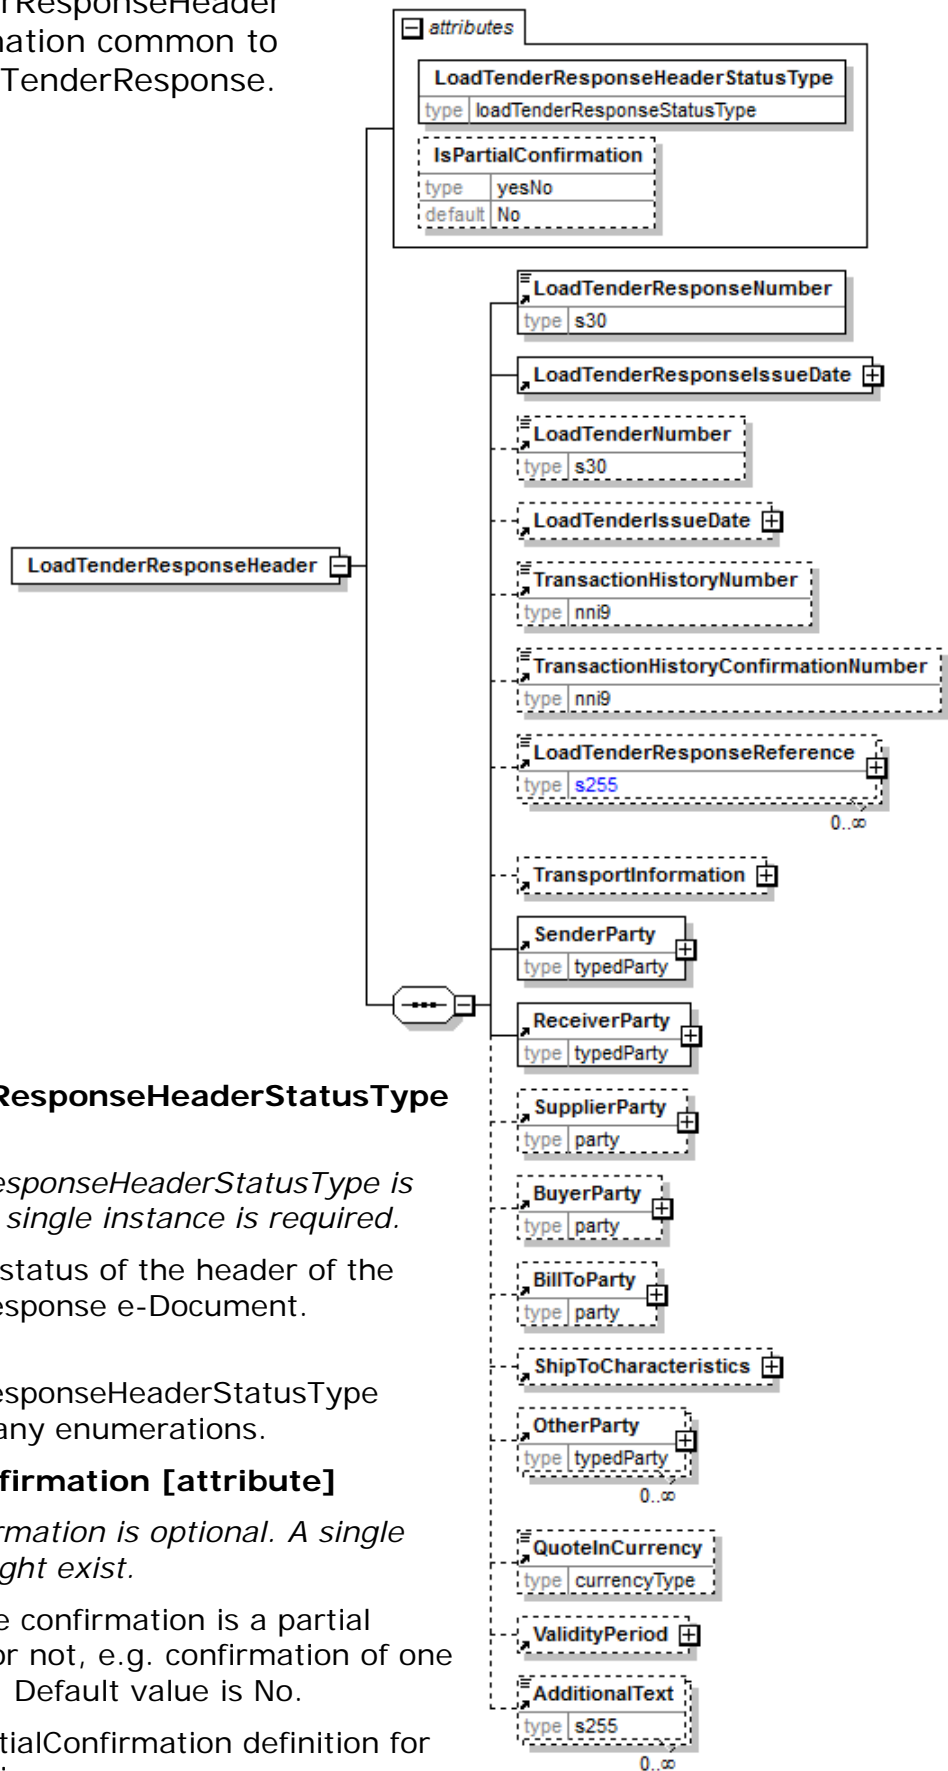 ResponseHeader
nation common to
TenderResponse.
attributes
LoadTenderResponseHeaderStatusType
type loadTenderResponseStatusType
IsPartialConfirmation
type yesNo
default No
LoadTenderResponseNumber
type s30
LoadTenderResponseIssueDate
LoadTenderNumber
type s30
LoadTenderIssueDate
LoadTenderResponseHeader
TransactionHistoryNumber
type nni9
TransactionHistoryConfirmationNumber
type nni9
LoadTenderResponseReference
type s255
0..∞
TransportInformation
SenderParty
type typedParty
ReceiverParty
type typedParty
SupplierParty
type party
BuyerParty
type party
BillToParty
type party
ShipToCharacteristics
OtherParty
type typedParty
0..∞
QuoteInCurrency
type currencyType
ValidityPeriod
AdditionalText
type s255
0..∞
ResponseHeaderStatusType
esponseHeaderStatusType is
single instance is required.
status of the header of the
esponse e-Document.
esponseHeaderStatusType
any enumerations.
nfirmation [attribute]
rmation is optional. A single
ght exist.
e confirmation is a partial
or not, e.g. confirmation of one
Default value is No.
tialConfirmation definition for